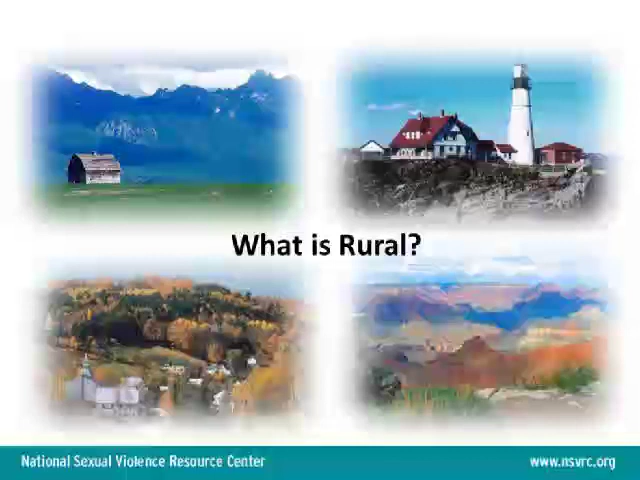 What is Rural?
National Sexual Violence Resource Center
www.nsvrc.org